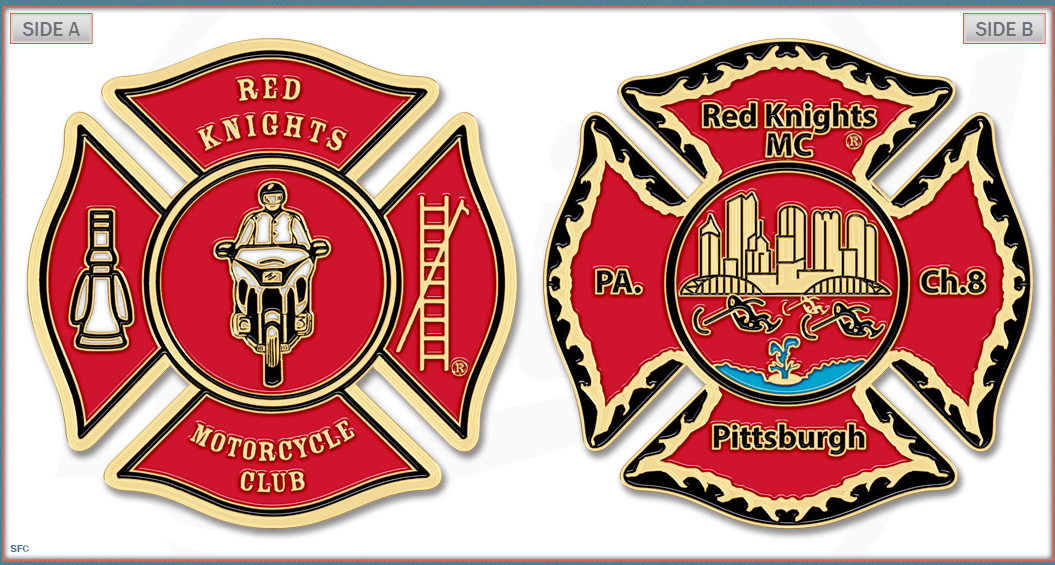 SIDE A
RED
KNIGHTS
®
MOTORCYCLE
CLUB
SFC
SIDE B
Red Knights
MC ®
PA.
Ch.8
Pittsburgh